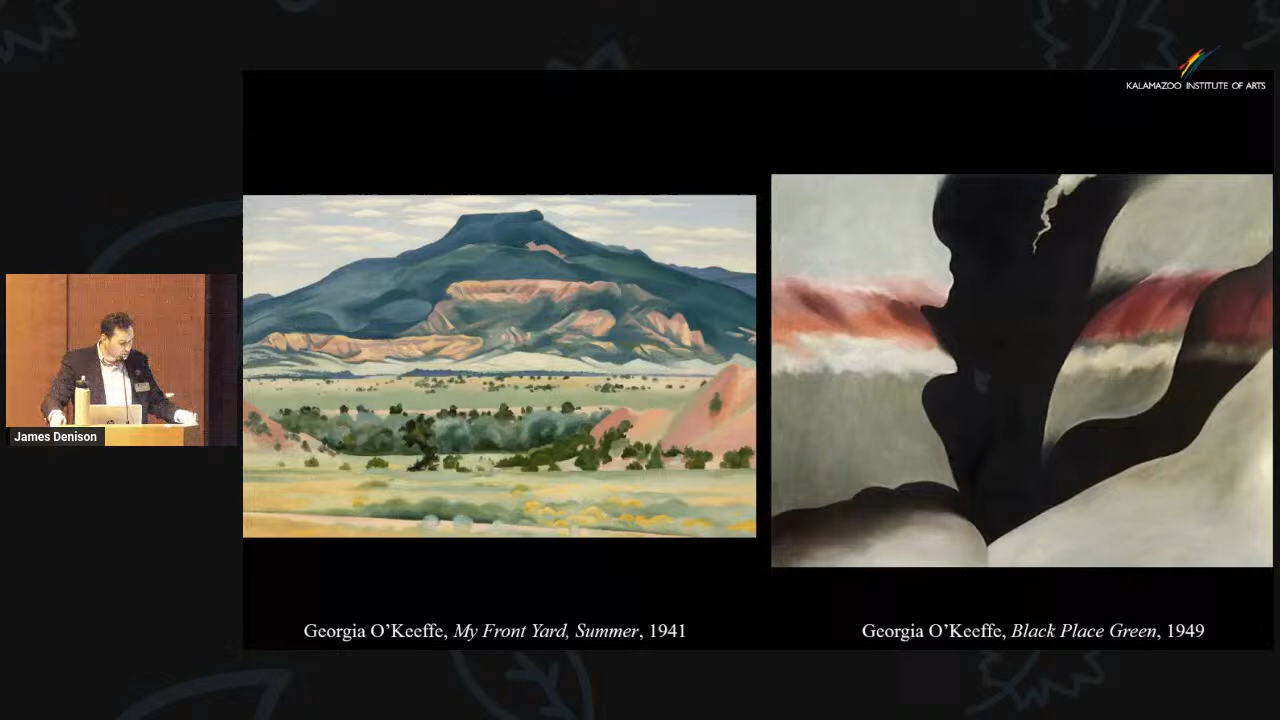 KALAMAZOO INSTITUTE OF ARTS
James Denison
Georgia O'Keeffe, My Front Yard, Summer, 1941
Georgia O'Keeffe, Black Place Green, 1949